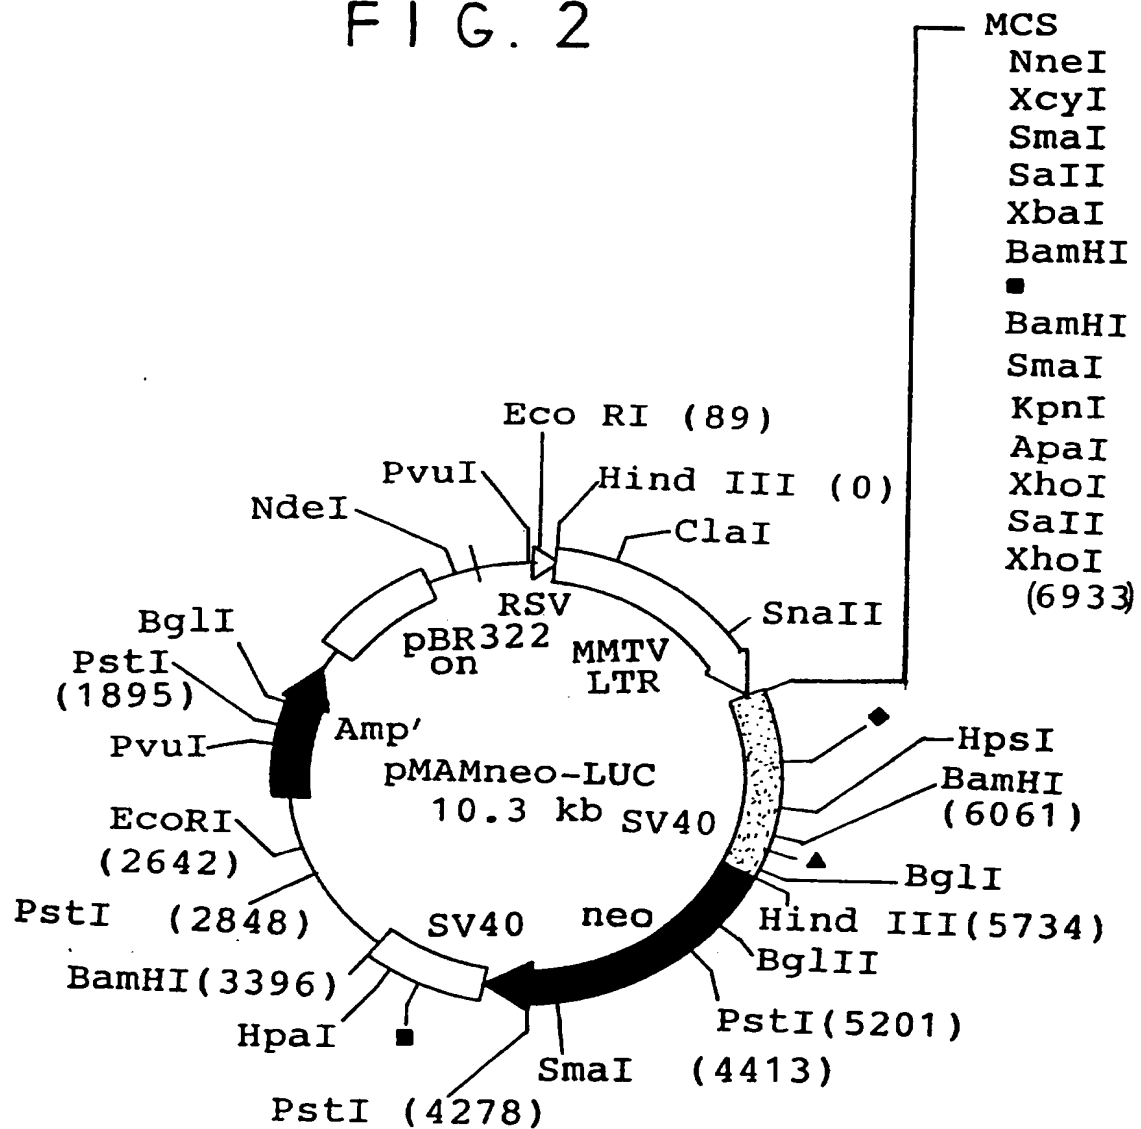 FIG. 2
MCS
NneI
XcyI
SmaI
SaII
XbaI
BamHI
■
BamHI
SmaI
KpnI
ApaI
XhoI
SaII
XhoI
(6933)
Eco RI (89)
PvuI
Hind III (0)
NdeI
ClaI
RSV
SnaII
BglI
pBR322
on
MMTV
LTR
PstI
(1895)
Amp'
PvuI
HpsI
pMAMneo-LUC
10.3 kb
BamHI
(6061)
EcoRI
(2642)
SV40
BglI
PstI (2848)
SV40
neo
Hind III(5734)
BglII
BamHI(3396)
HpaI
PstI(5201)
SmaI (4413)
PstI (4278)